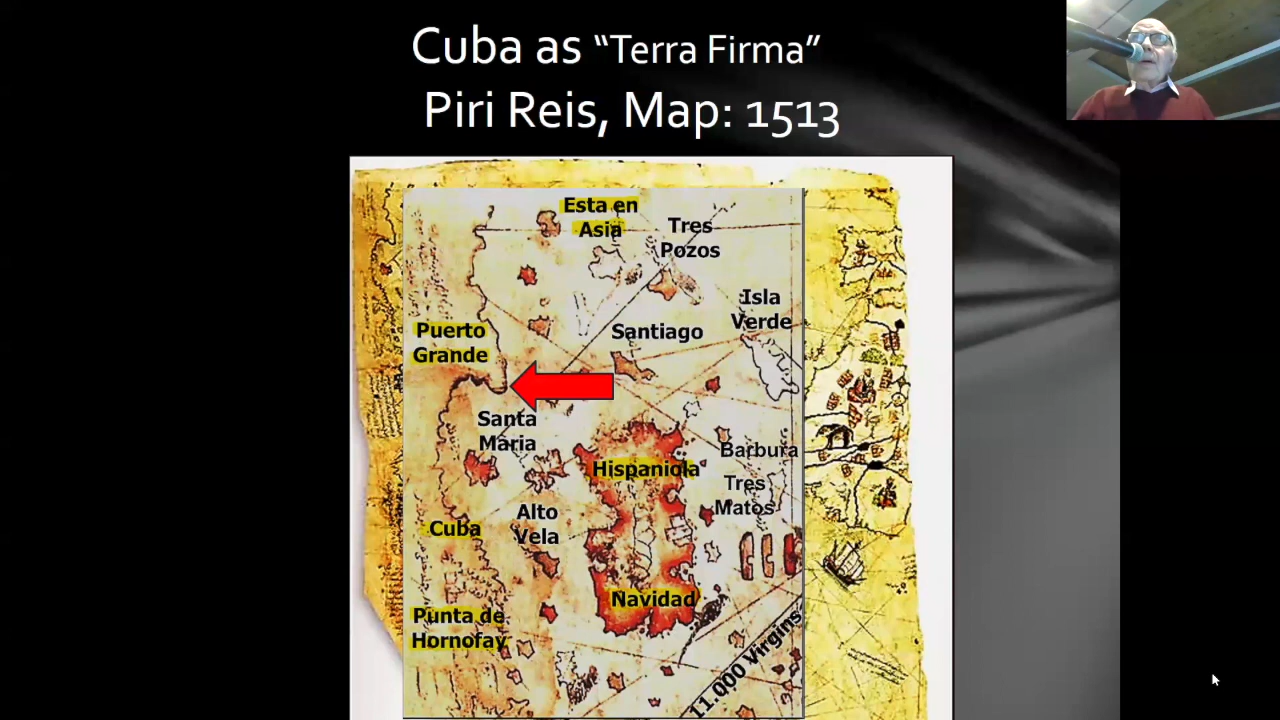 Cuba as “Terra Firma”
Piri Reis, Map: 1513
Esta en
Asia
Tres
Pozos
Isla
Verde
Puerto
Grande
Santiago
Santa
Maria
Hispaniola
Barbura
Tres
Matos
Cuba
Alto
Vela
Navidad
Punta de
Hornofay
11.000 Virgins